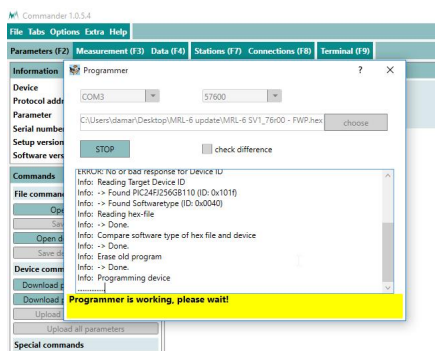 Commander 1.0.5.4
File Tabs Options Extra Help
Parameters (F2) Measurement (F3) Data (F4) Stations (F7) Connections (F8) Terminal (F9)
Information
Programmer ? X
Device
Protocol addr
Parameter
Serial number
Setup version
Software vers
COM3 57600
C:\Users\damar\Desktop\MRL-6 update\MRL-6 SV1_76r00 - FWP.hex choose
STOP check difference
Commands
File comman
Ope
Sav
Open d
Save de
Device comm
Download p
Download p
Upload
Upload all parameters
Special commands
ERROR: No or bad response for Device ID
Info: Reading Target Device ID
Info: -> Found PIC24FJ256GB110 (ID: 0x101f)
Info: -> Found Softwaretype (ID: 0x0040)
Info: Reading hex-file
Info: -> Done.
Info: Compare software type of hex file and device
Info: -> Done.
Info: Erase old program
Info: -> Done.
Info: Programming device
............
Programmer is working, please wait!